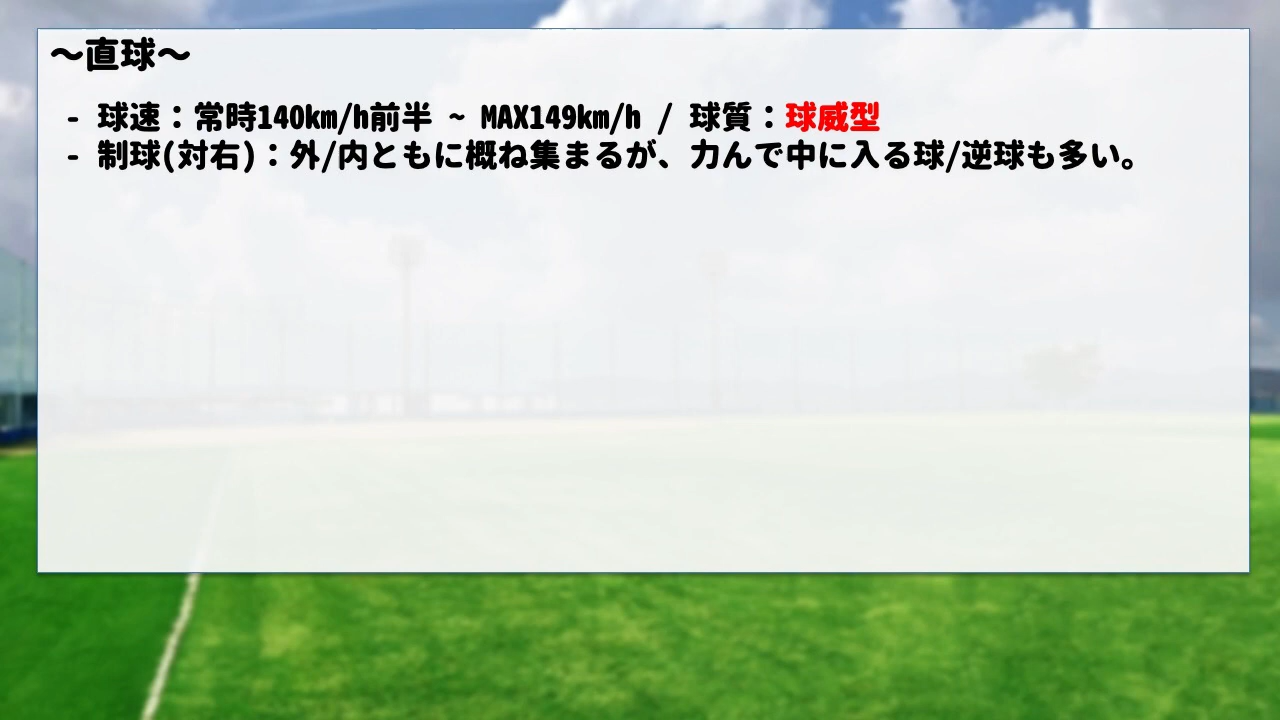 ～直球～
- 球速：常時140km/h前半 ~ MAX149km/h / 球質：球威型
- 制球(対右)：外/内ともに概ね集まるが、力んで中に入る球/逆球も多い。